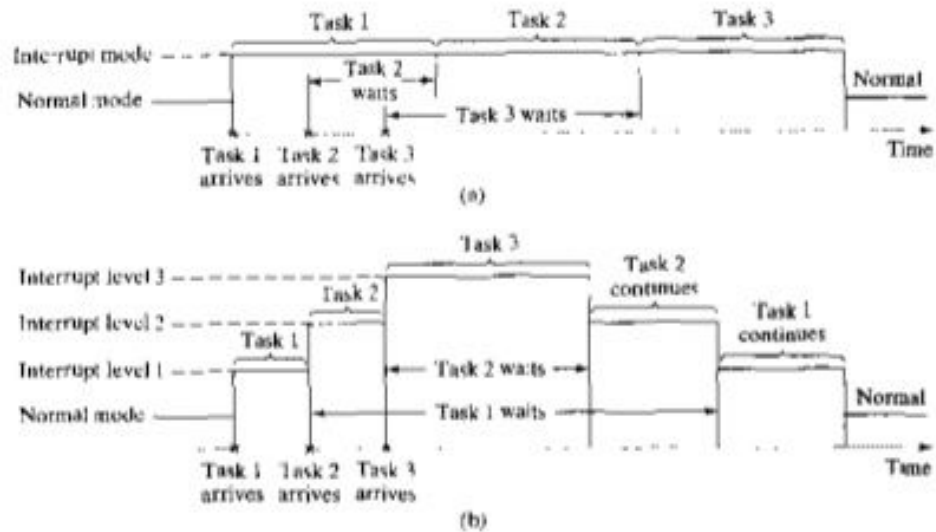 Task 1
Task 2
Task 3
Interrupt mode
Task 2
waits
Normal
Normal mode
Task 3 waits
Time
Task 1
arrives
Task 2
arrives
Task 3
arrives
(a)
Task 3
Interrupt level 3
Task 2
continues
Task 2
Task 1
continues
Interrupt level 2
Task 1
Interrupt level 1
Task 2 waits
Normal
Normal mode
Task 1 waits
Time
Task 1
arrives
Task 2
arrives
Task 3
arrives
(b)